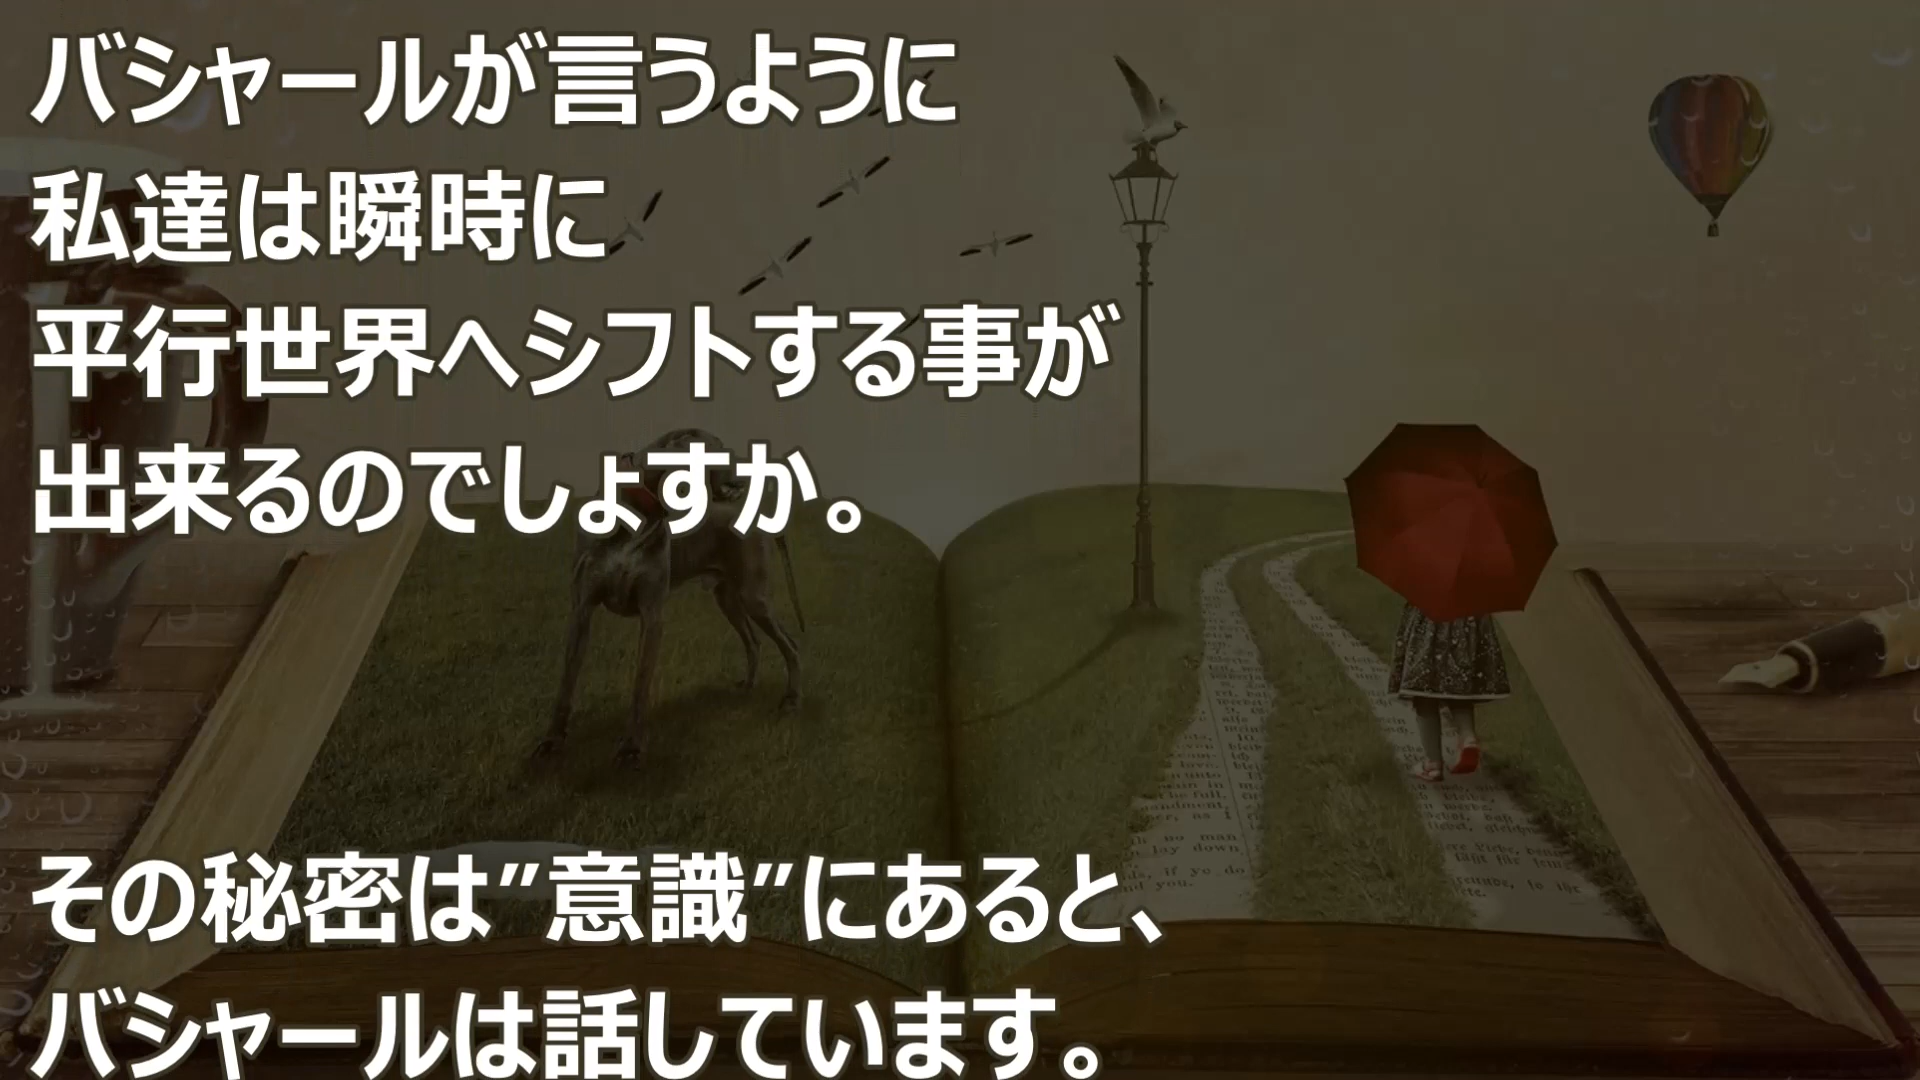 バシャールが言うように
私達は瞬時に
平行世界へシフトする事が
出来るのでしょすか。
その秘密は”意識”にあると、
バシャールは話しています。